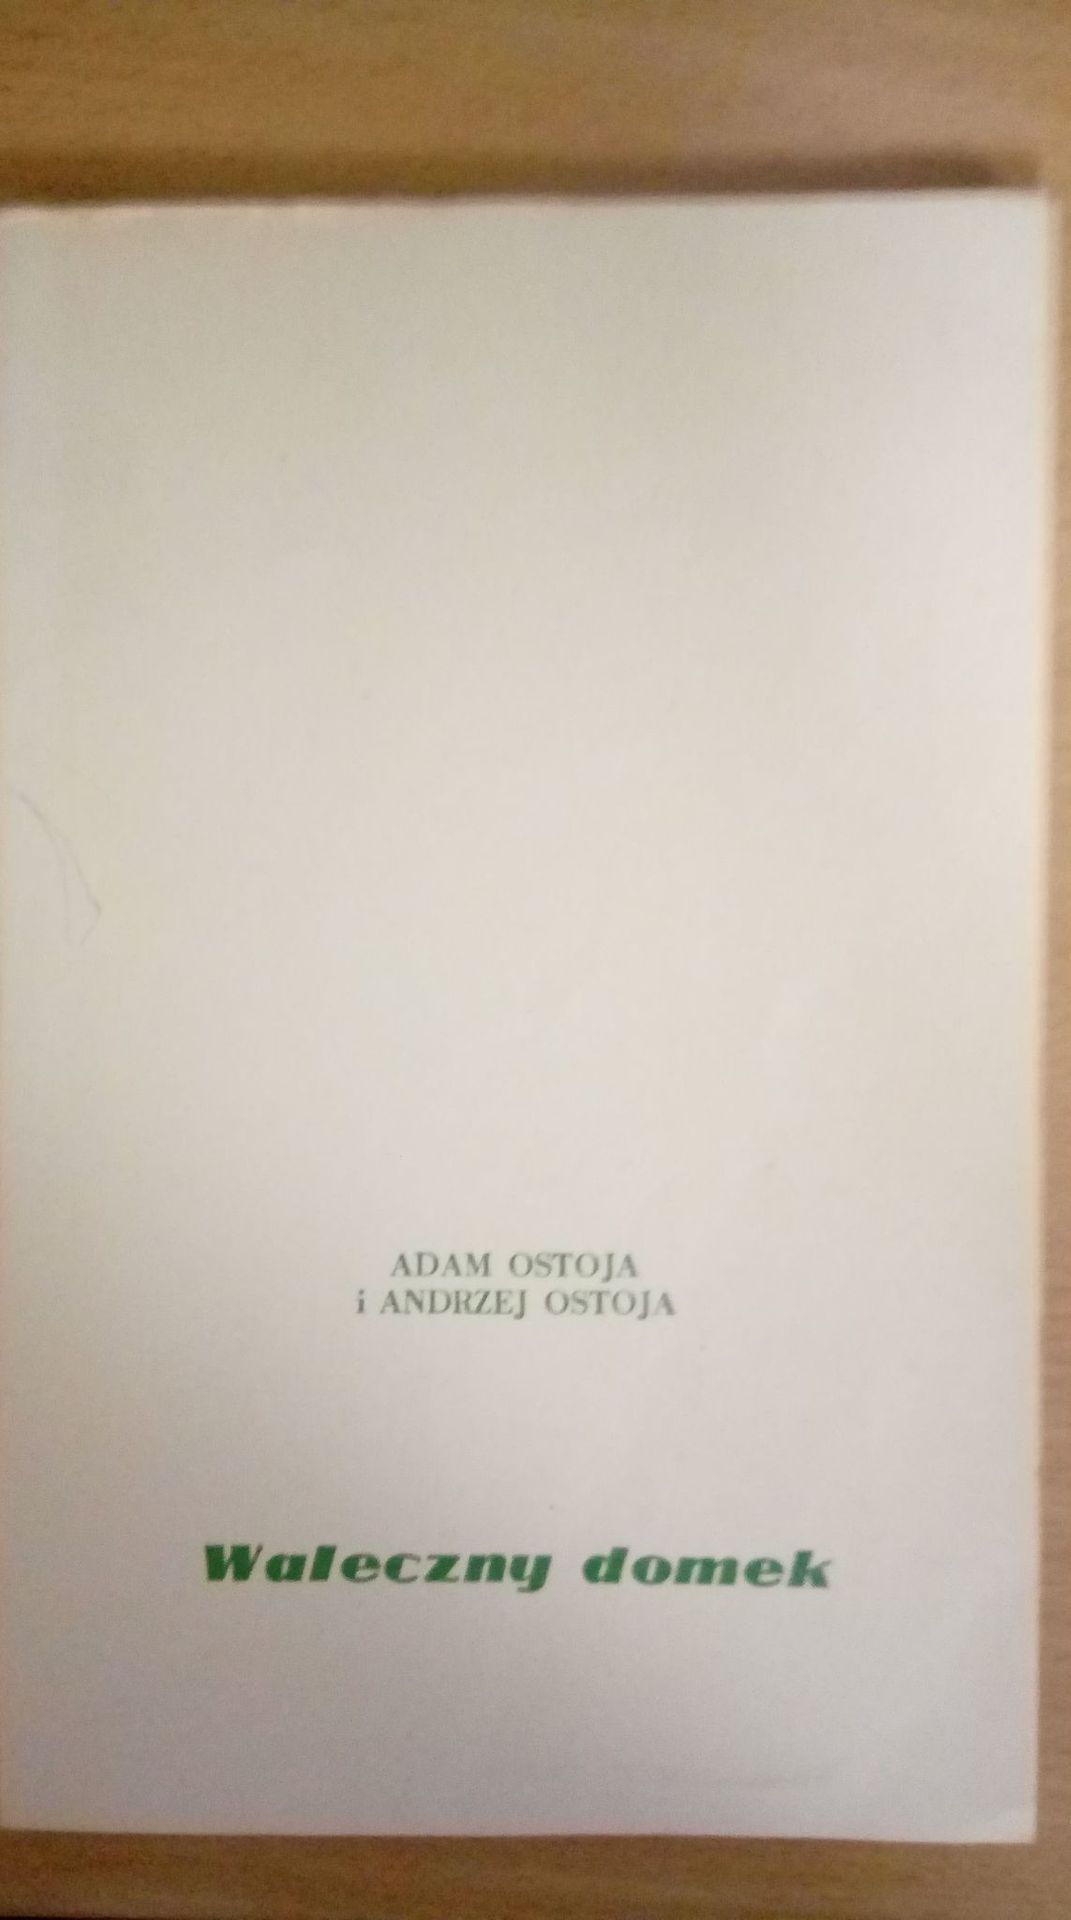 ADAM OSTOJA
i ANDRZEJ OSTOJA
Waleczny domek